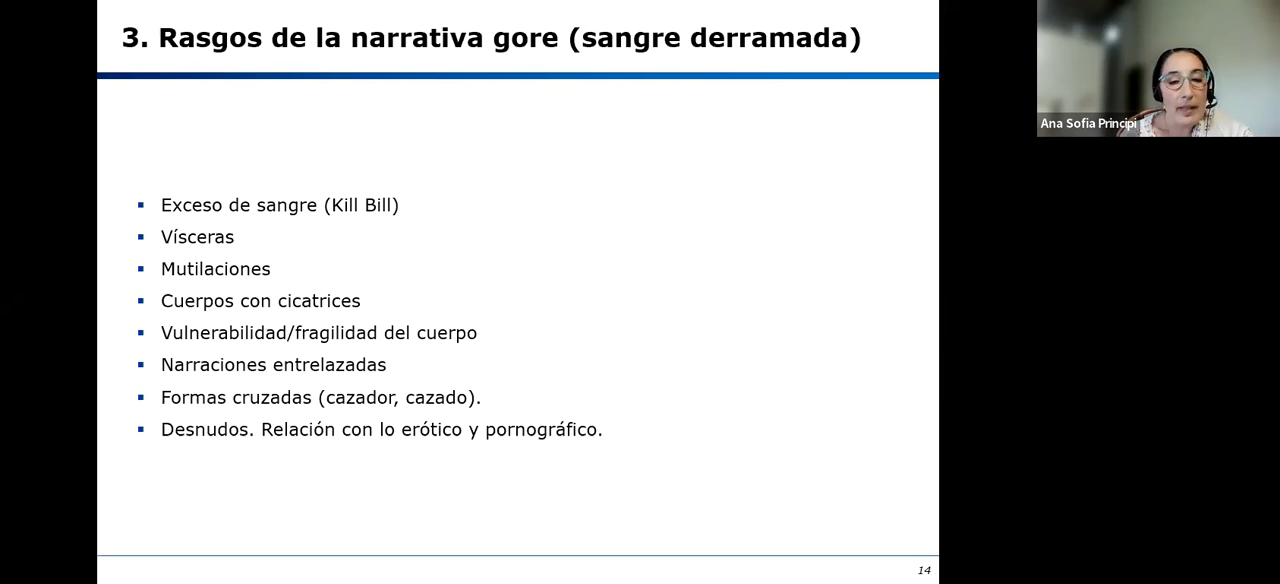 3. Rasgos de la narrativa gore (sangre derramada)
Ana Sofia Principi
▪ Exceso de sangre (Kill Bill)
▪ Vísceras
▪ Mutilaciones
▪ Cuerpos con cicatrices
▪ Vulnerabilidad/fragilidad del cuerpo
▪ Narraciones entrelazadas
▪ Formas cruzadas (cazador, cazado).
▪ Desnudos. Relación con lo erótico y pornográfico.
14